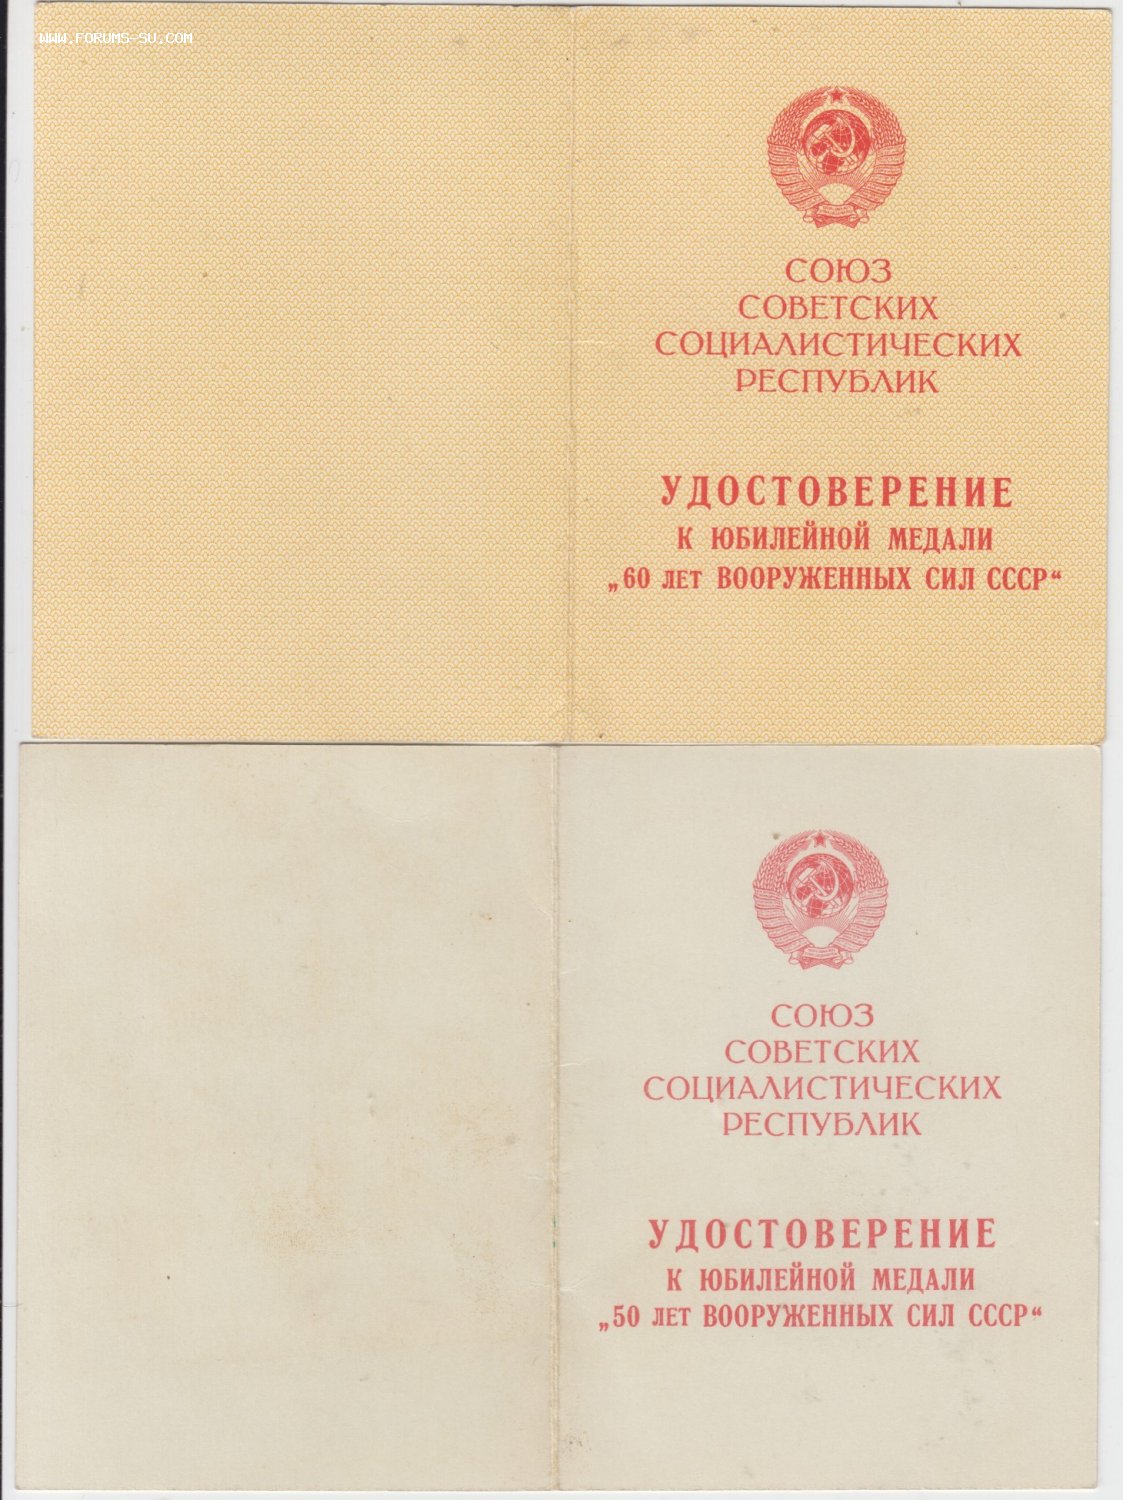 WWW.FORUMS-SU.COM
СОЮЗ
СОВЕТСКИХ
СОЦИАЛИСТИЧЕСКИХ
РЕСПУБЛИК
УДОСТОВЕРЕНИЕ
К ЮБИЛЕЙНОЙ МЕДАЛИ
„60 ЛЕТ ВООРУЖЕННЫХ СИЛ СССР“
СОЮЗ
СОВЕТСКИХ
СОЦИАЛИСТИЧЕСКИХ
РЕСПУБЛИК
УДОСТОВЕРЕНИЕ
К ЮБИЛЕЙНОЙ МЕДАЛИ
„50 ЛЕТ ВООРУЖЕННЫХ СИЛ СССР“